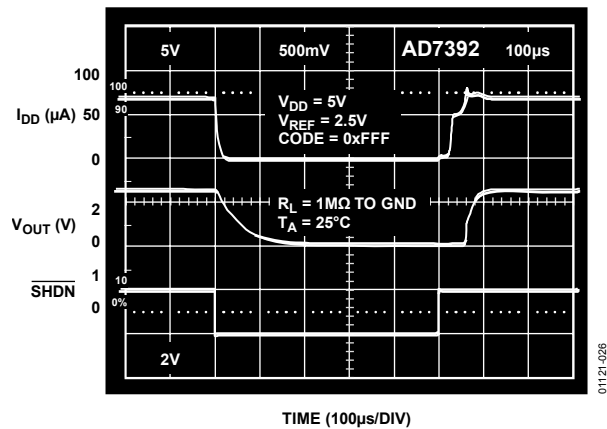 5V 500mV AD7392 100µs
100
100
90
I_DD (µA) 50
0
V_DD = 5V
V_REF = 2.5V
CODE = 0xFFF
2
V_OUT (V)
0
R_L = 1MΩ TO GND
T_A = 25°C
1
SHDN
0
10
0%
2V
TIME (100µs/DIV)
01121-026